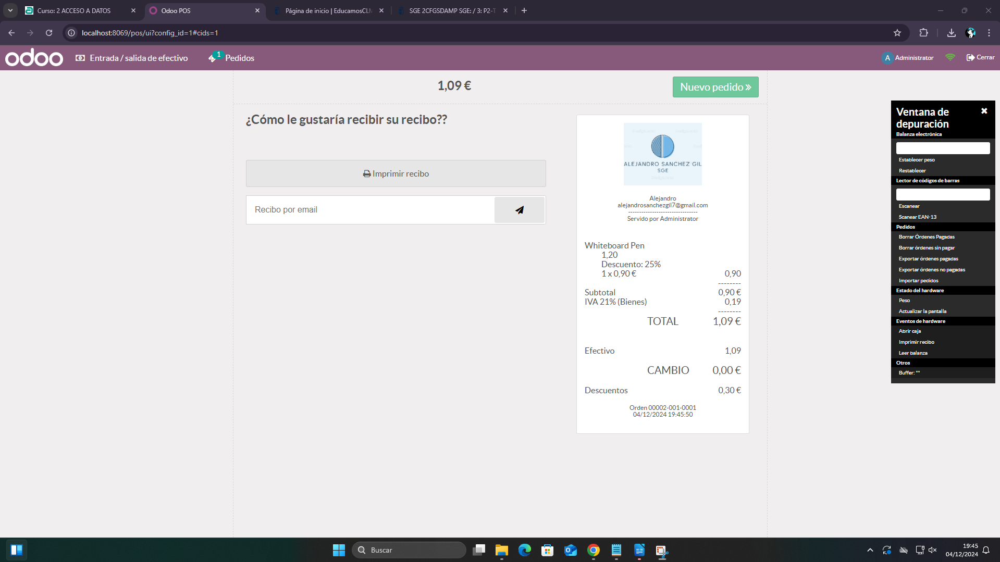 Curso: 2 ACCESO A DATOS
Odoo POS
Página de inicio | EducamosCLM
SGE 2CFGSDAMP SGE: / 3: P2-T
localhost:8069/pos/ui?config_id=1#cids=1
odoo
Entrada / salida de efectivo
1
Pedidos
A
Administrator
Cerrar
1,09 €
Nuevo pedido
¿Cómo le gustaría recibir su recibo??
Imprimir recibo
Recibo por email
ALEJANDRO SANCHEZ GIL
SGE
Alejandro
alejandrosanchezgil7@gmail.com
--------------------------------
Servido por Administrator
Whiteboard Pen
1,20
Descuento: 25%
1 x 0,90 € 0,90
--------
Subtotal 0,90 €
IVA 21% (Bienes) 0,19
--------
TOTAL 1,09 €
Efectivo 1,09
CAMBIO 0,00 €
Descuentos 0,30 €
Orden 00002-001-0001
04/12/2024 19:45:50
Ventana de
depuración
Balanza electrónica
Establecer peso
Restablecer
Lector de códigos de barras
Escanear
Scanear EAN-13
Pedidos
Borrar Órdenes Pagadas
Borrar órdenes sin pagar
Exportar órdenes pagadas
Exportar órdenes no pagadas
Importar pedidos
Estado del hardware
Peso
Actualizar la pantalla
Eventos de hardware
Abrir caja
Imprimir recibo
Leer balanza
Otros
Buffer: ""
Buscar
19:45
04/12/2024